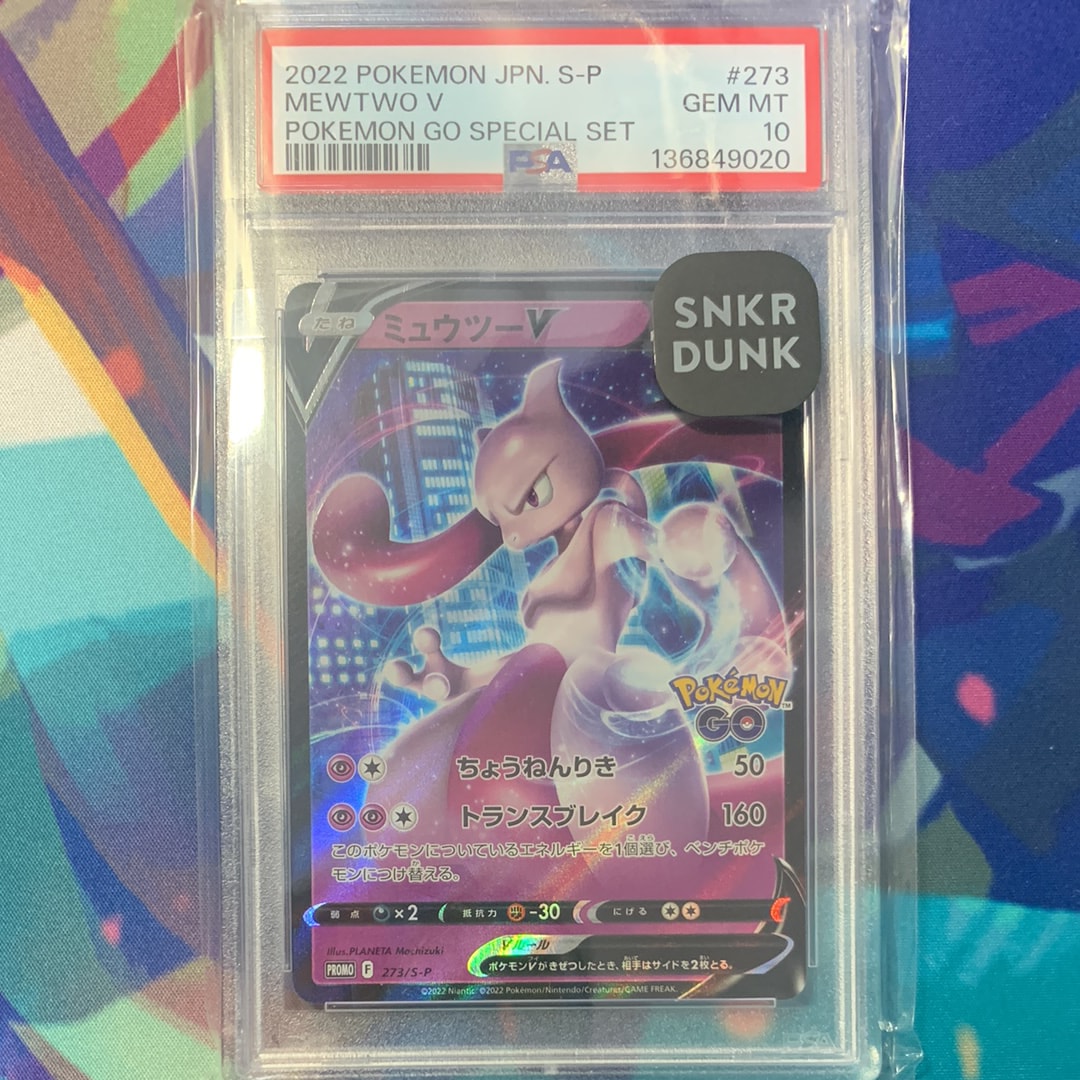 2022 POKEMON JPN. S-P #273
MEWTWO V GEM MT
POKEMON GO SPECIAL SET 10
PSA 136849020
SNKR
DUNK
たね ミュウツーV
Pokémon
GO
ちょうねんりき 50
トランスブレイク 160
このポケモンについているエネルギーを1個選び、ベンチポケ
モンにつけ替える。
弱点 ×2 抵抗力 -30 にげる
Illus.PLANETA Mochizuki
Vルール
PROMO F 273/S-P ポケモンVがきぜつしたとき、相手はサイドを2枚とる。
©2022 Niantic ©2022 Pokémon/Nintendo/Creatures/GAME FREAK.